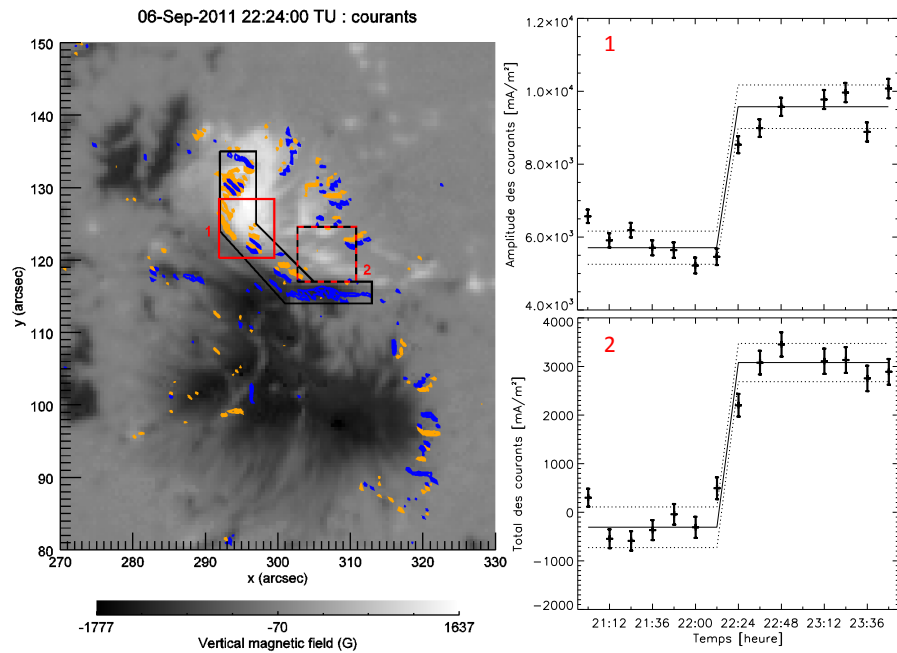 06-Sep-2011 22:24:00 TU : courants
150
140
130
120
110
100
90
80
y (arcsec)
270 280 290 300 310 320 330
x (arcsec)
1
2
-1777 -70 1637
Vertical magnetic field (G)
1
1.2×10⁴
1.0×10⁴
8.0×10³
6.0×10³
4.0×10³
Amplitude des courants [mA/m²]
2
4000
3000
2000
1000
0
-1000
-2000
Total des courants [mA/m²]
21:12 21:36 22:00 22:24 22:48 23:12 23:36
Temps [heure]